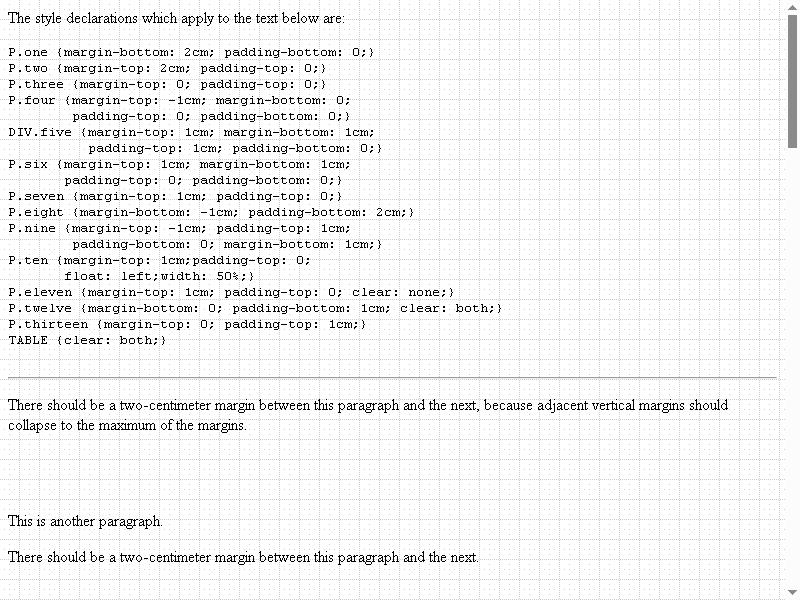 The style declarations which apply to the text below are:
P.one {margin-bottom: 2cm; padding-bottom: 0;}
P.two {margin-top: 2cm; padding-top: 0;}
P.three {margin-top: 0; padding-top: 0;}
P.four {margin-top: -1cm; margin-bottom: 0;
        padding-top: 0; padding-bottom: 0;}
DIV.five {margin-top: 1cm; margin-bottom: 1cm;
          padding-top: 1cm; padding-bottom: 0;}
P.six {margin-top: 1cm; margin-bottom: 1cm;
       padding-top: 0; padding-bottom: 0;}
P.seven {margin-top: 1cm; padding-top: 0;}
P.eight {margin-bottom: -1cm; padding-bottom: 2cm;}
P.nine {margin-top: -1cm; padding-top: 1cm;
        padding-bottom: 0; margin-bottom: 1cm;}
P.ten {margin-top: 1cm;padding-top: 0;
       float: left;width: 50%;}
P.eleven {margin-top: 1cm; padding-top: 0; clear: none;}
P.twelve {margin-bottom: 0; padding-bottom: 1cm; clear: both;}
P.thirteen {margin-top: 0; padding-top: 1cm;}
TABLE {clear: both;}
There should be a two-centimeter margin between this paragraph and the next, because adjacent vertical margins should
collapse to the maximum of the margins.
This is another paragraph.
There should be a two-centimeter margin between this paragraph and the next.